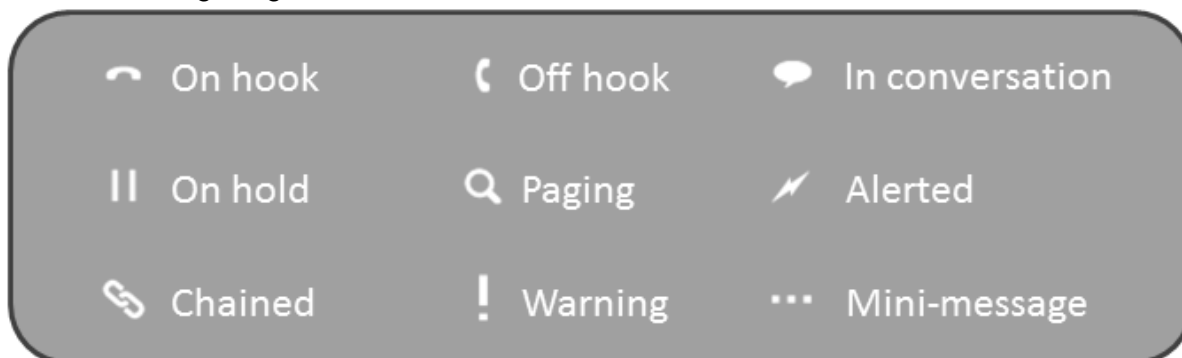 On hook Off hook In conversation
On hold Paging Alerted
Chained Warning Mini-message